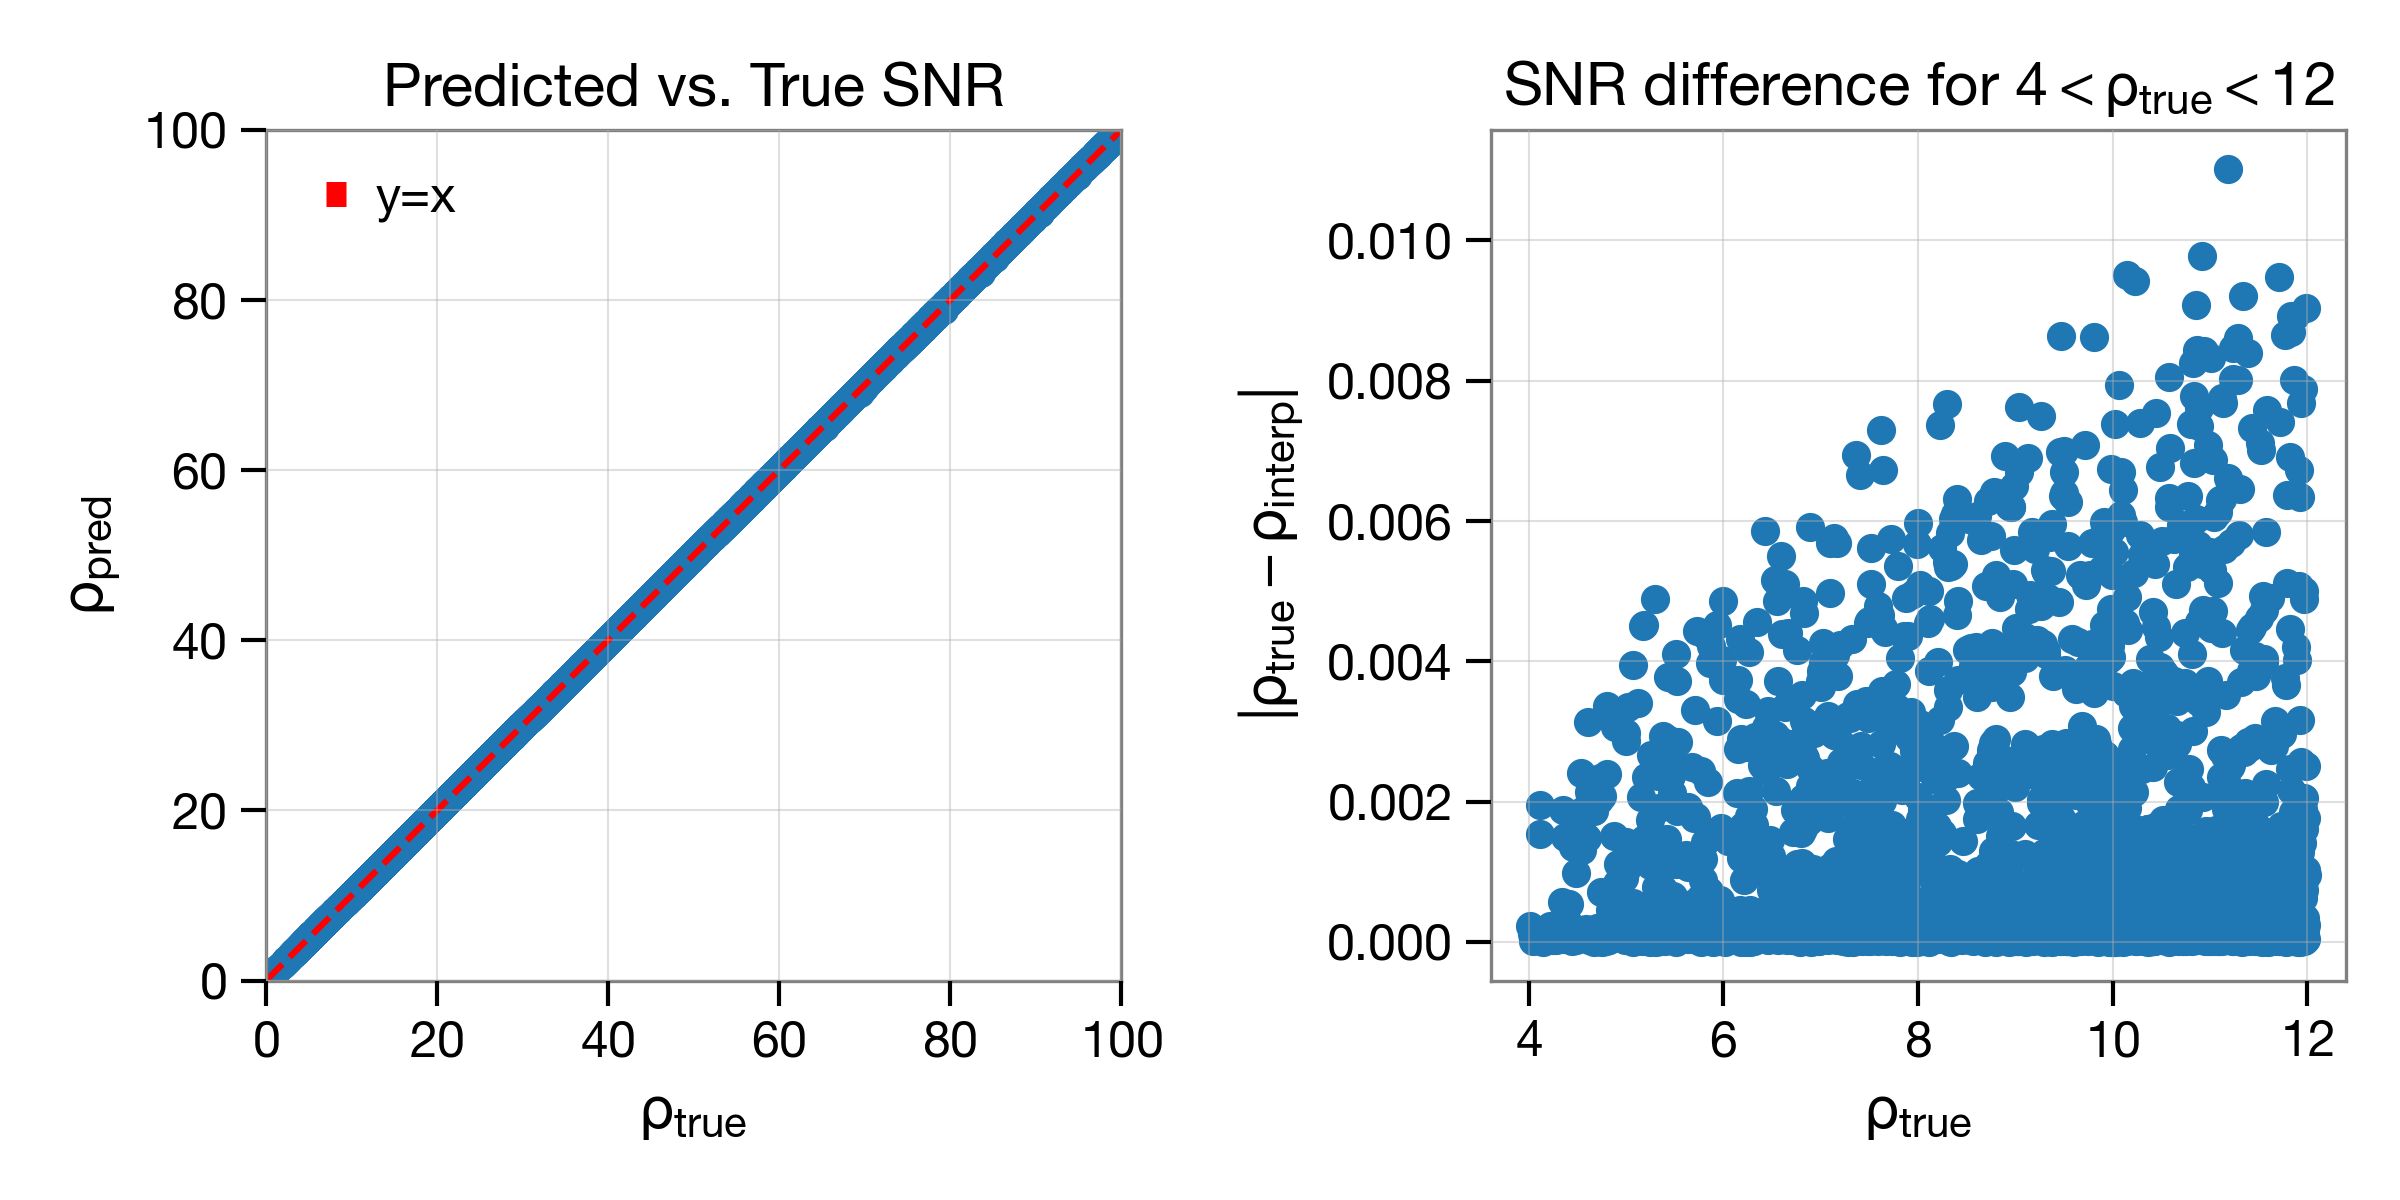 Predicted vs. True SNR
100
80
60
40
20
0
ρpred
y=x
0 20 40 60 80 100
ρtrue
SNR difference for 4 < ρtrue < 12
0.010
0.008
0.006
0.004
0.002
0.000
|ρtrue − ρinterp|
4 6 8 10 12
ρtrue